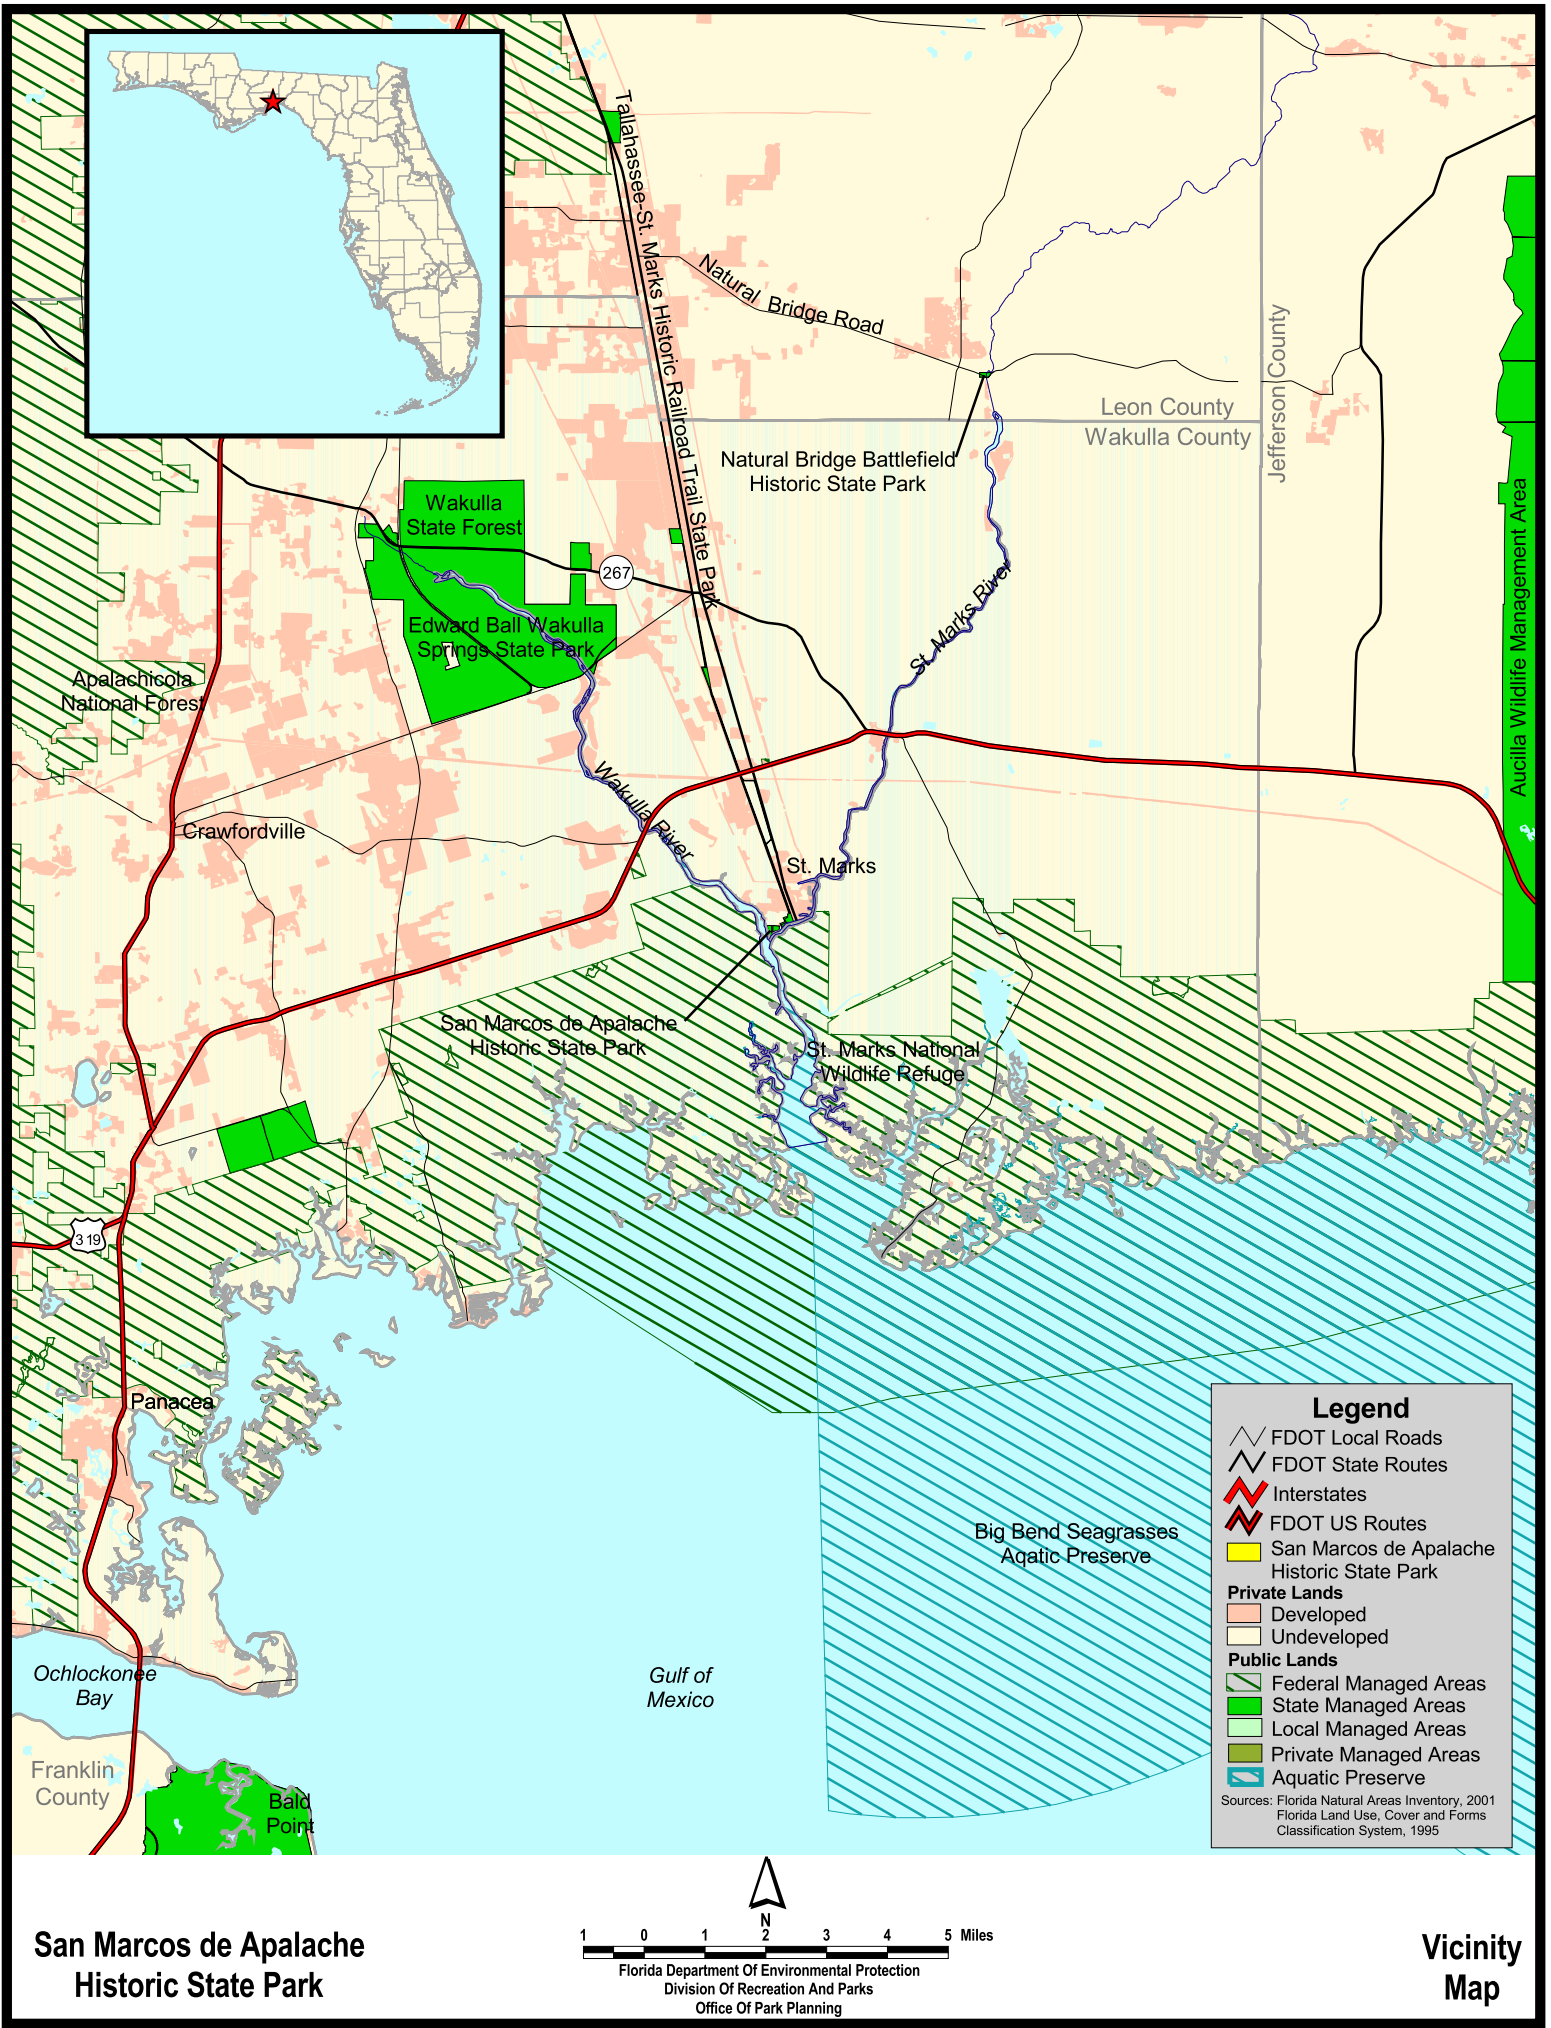 Tallahassee-St. Marks Historic Railroad Trail State Park
Natural Bridge Road
Leon County
Wakulla County
Jefferson County
Natural Bridge Battlefield
Historic State Park
Wakulla
State Forest
267
Edward Ball Wakulla
Springs State Park
St. Marks River
Aucilla Wildlife Management Area
Apalachicola
National Forest
Wakulla River
Crawfordville
St. Marks
San Marcos de Apalache
Historic State Park
St. Marks National
Wildlife Refuge
319
Panacea
Big Bend Seagrasses
Aqatic Preserve
Ochlockonee
Bay
Gulf of
Mexico
Franklin
County
Bald
Point
Legend
FDOT Local Roads
FDOT State Routes
Interstates
FDOT US Routes
San Marcos de Apalache
Historic State Park
Private Lands
Developed
Undeveloped
Public Lands
Federal Managed Areas
State Managed Areas
Local Managed Areas
Private Managed Areas
Aquatic Preserve
Sources: Florida Natural Areas Inventory, 2001
Florida Land Use, Cover and Forms
Classification System, 1995
San Marcos de Apalache
Historic State Park
N
1 0 1 2 3 4 5 Miles
Florida Department Of Environmental Protection
Division Of Recreation And Parks
Office Of Park Planning
Vicinity
Map